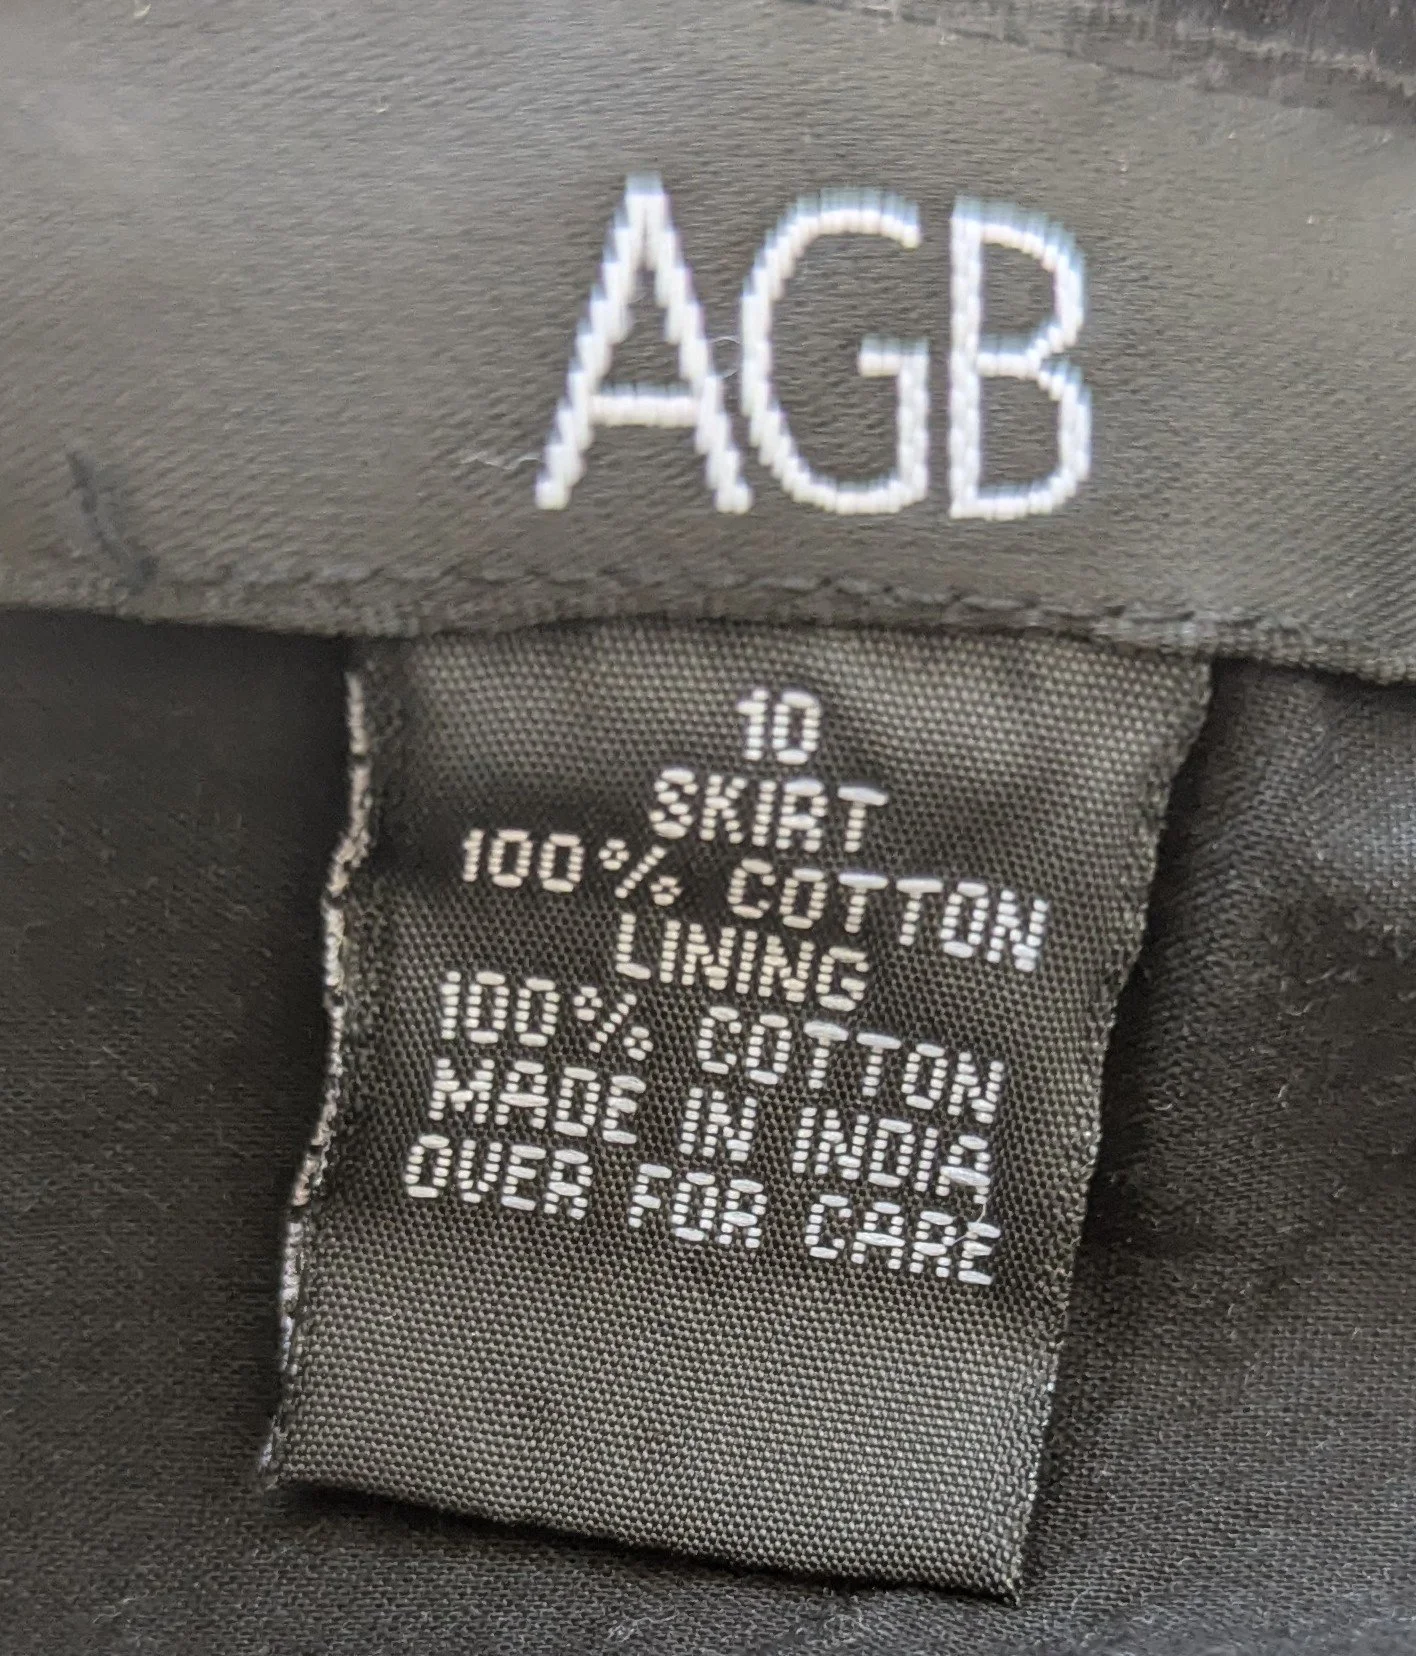 AGB
10
SKIRT
100% COTTON
LINING
100% COTTON
MADE IN INDIA
OVER FOR CARE